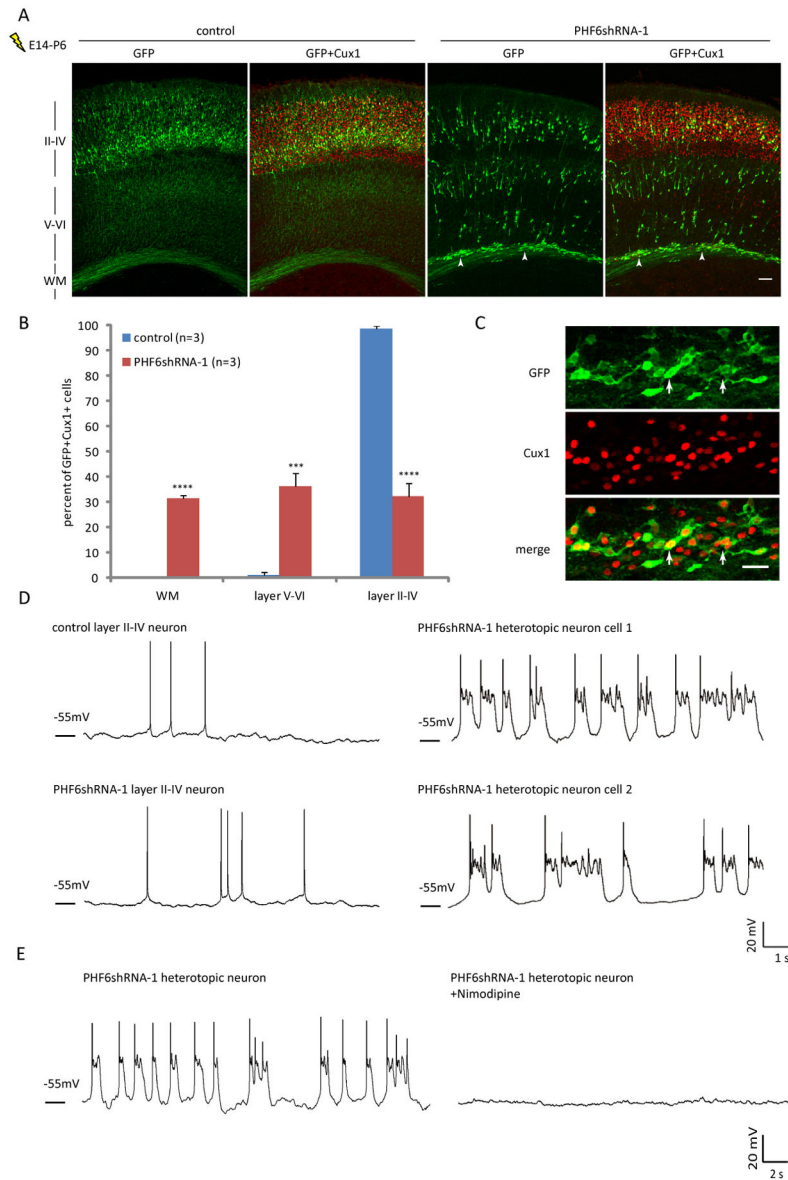 A
control
PHF6shRNA-1
E14-P6
GFP
GFP+Cux1
GFP
GFP+Cux1
II-IV
V-VI
WM
B
C
100
90
80
70
60
50
40
30
20
10
0
percent of GFP+Cux1+ cells
control (n=3)
PHF6shRNA-1 (n=3)
****
***
****
WM
layer V-VI
layer II-IV
GFP
Cux1
merge
D
control layer II-IV neuron
PHF6shRNA-1 heterotopic neuron cell 1
-55mV
-55mV
PHF6shRNA-1 layer II-IV neuron
PHF6shRNA-1 heterotopic neuron cell 2
-55mV
-55mV
20 mV
1 s
E
PHF6shRNA-1 heterotopic neuron
PHF6shRNA-1 heterotopic neuron
+Nimodipine
-55mV
20 mV
2 s